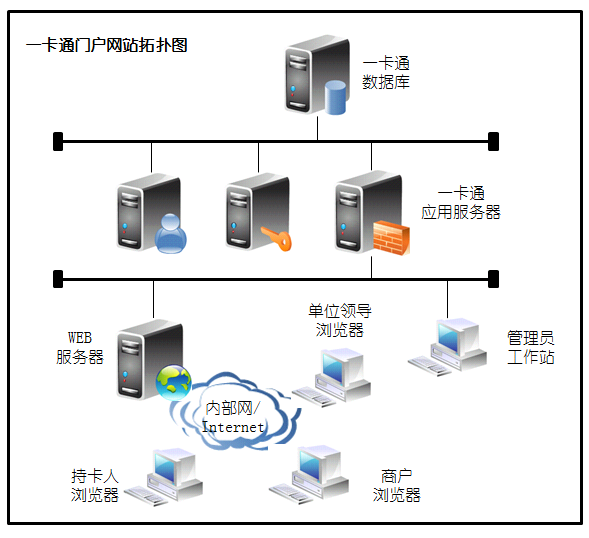 一卡通门户网站拓扑图
一卡通
数据库
一卡通
应用服务器
WEB
服务器
单位领导
浏览器
管理员
工作站
内部网/
Internet
持卡人
浏览器
商户
浏览器